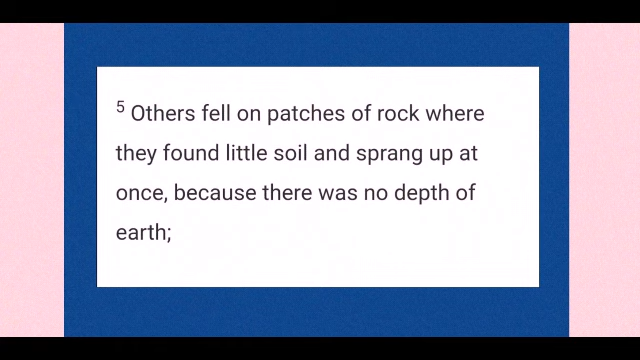 5 Others fell on patches of rock where
they found little soil and sprang up at
once, because there was no depth of
earth;